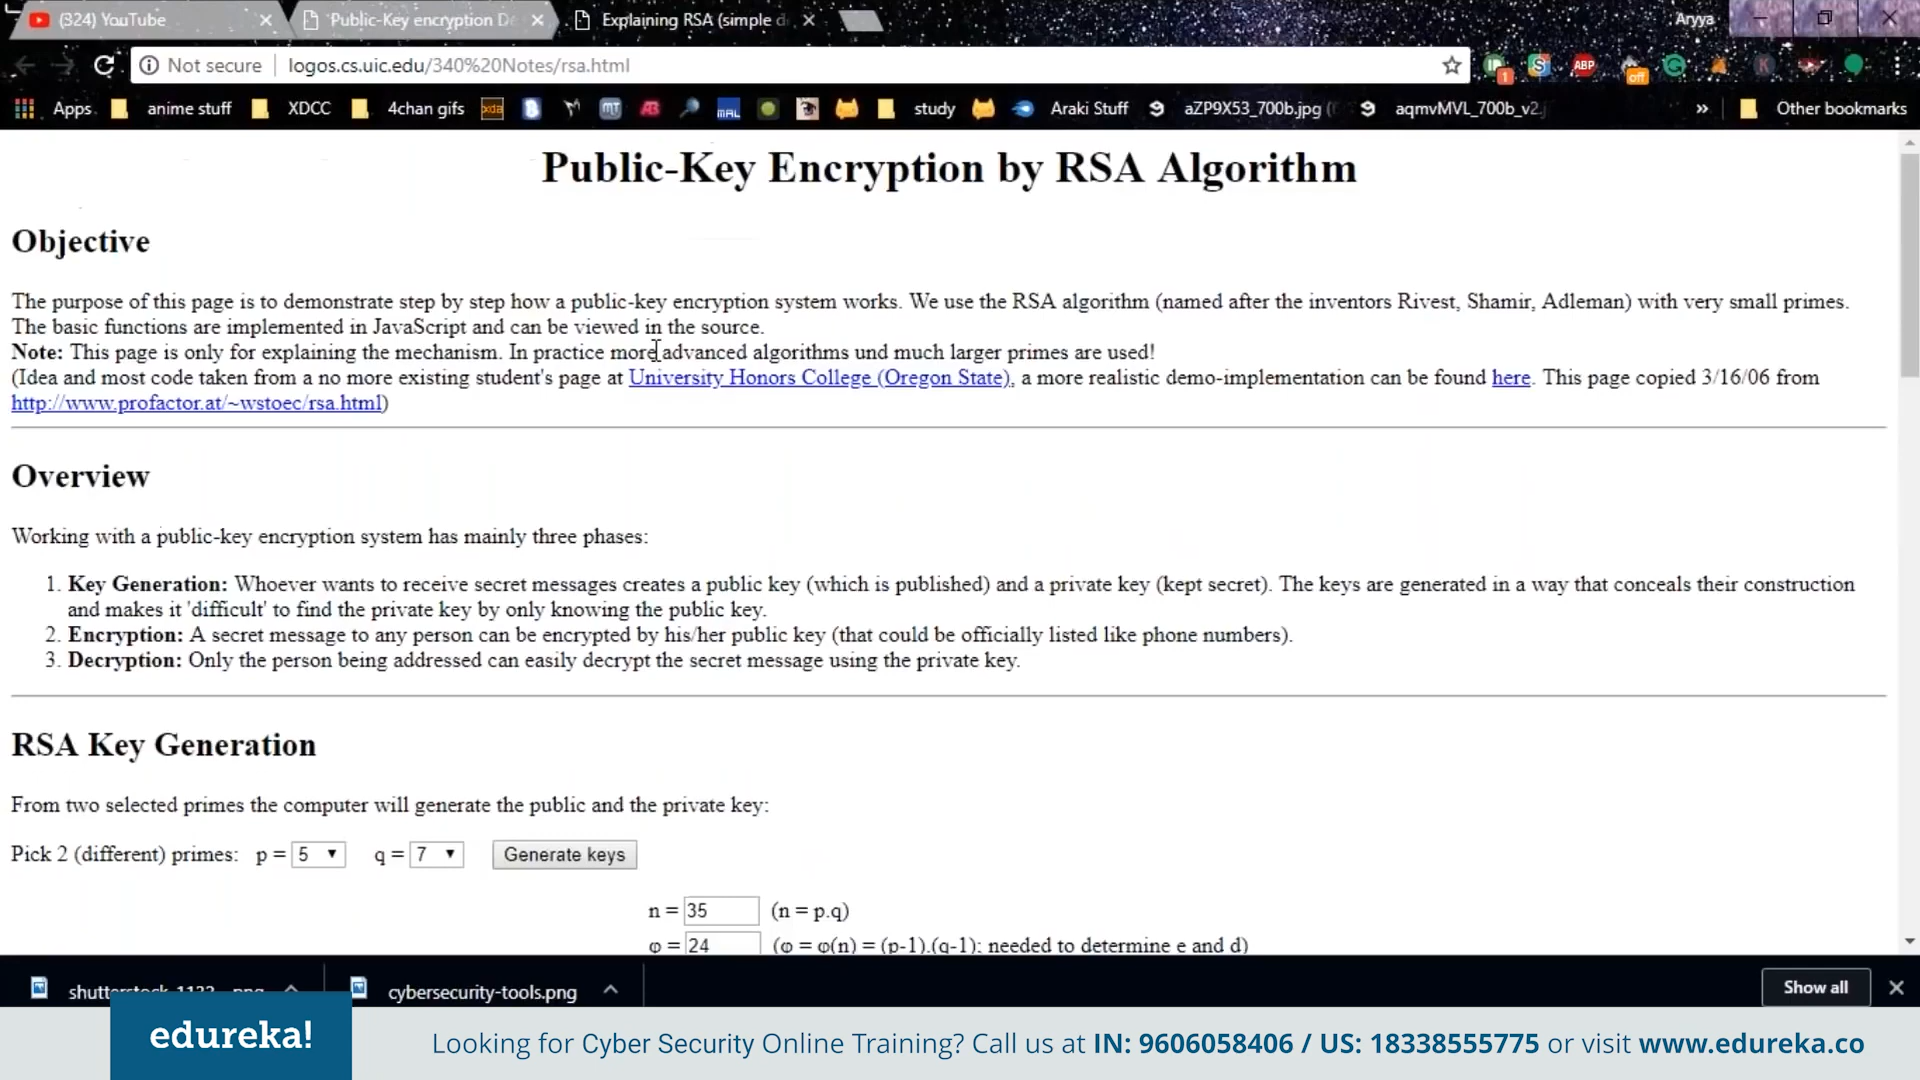 (324) YouTube
Public-Key encryption De
Explaining RSA (simple d
Aryya
Not secure
logos.cs.uic.edu/340%20Notes/rsa.html
1
ABP
off
Apps
anime stuff
XDCC
4chan gifs
xda
MT
AB
MAL
study
Araki Stuff
aZP9X53_700b.jpg (
aqmvMVL_700b_v2.j
»
Other bookmarks
Public-Key Encryption by RSA Algorithm
Objective
The purpose of this page is to demonstrate step by step how a public-key encryption system works. We use the RSA algorithm (named after the inventors Rivest, Shamir, Adleman) with very small primes.
The basic functions are implemented in JavaScript and can be viewed in the source.
Note: This page is only for explaining the mechanism. In practice more advanced algorithms und much larger primes are used!
(Idea and most code taken from a no more existing student's page at University Honors College (Oregon State), a more realistic demo-implementation can be found here. This page copied 3/16/06 from
http://www.profactor.at/~wstoec/rsa.html)
Overview
Working with a public-key encryption system has mainly three phases:
1. Key Generation: Whoever wants to receive secret messages creates a public key (which is published) and a private key (kept secret). The keys are generated in a way that conceals their construction
and makes it 'difficult' to find the private key by only knowing the public key.
2. Encryption: A secret message to any person can be encrypted by his/her public key (that could be officially listed like phone numbers).
3. Decryption: Only the person being addressed can easily decrypt the secret message using the private key.
RSA Key Generation
From two selected primes the computer will generate the public and the private key:
Pick 2 (different) primes: p = 5 q = 7 Generate keys
n = 35 (n = p.q)
φ = 24 (φ = φ(n) = (p-1).(q-1); needed to determine e and d)
shutterstock_1132....png
cybersecurity-tools.png
Show all
edureka!
Looking for Cyber Security Online Training? Call us at IN: 9606058406 / US: 18338555775 or visit www.edureka.co